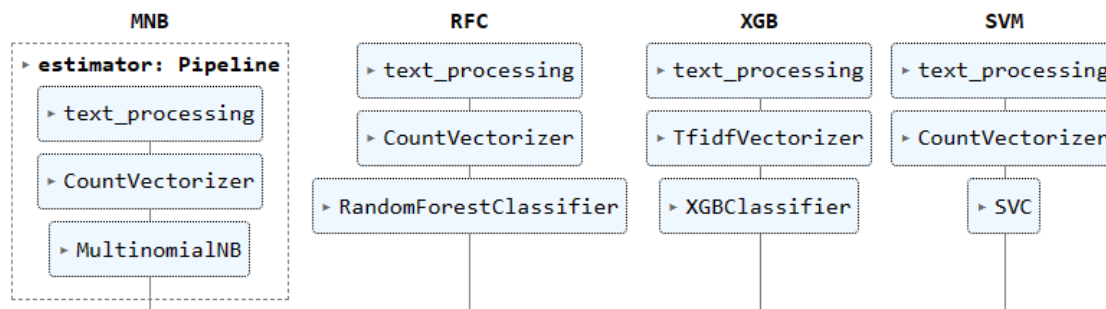 MNB
estimator: Pipeline
text_processing
CountVectorizer
MultinomialNB
RFC
text_processing
CountVectorizer
RandomForestClassifier
XGB
text_processing
TfidfVectorizer
XGBClassifier
SVM
text_processing
CountVectorizer
SVC